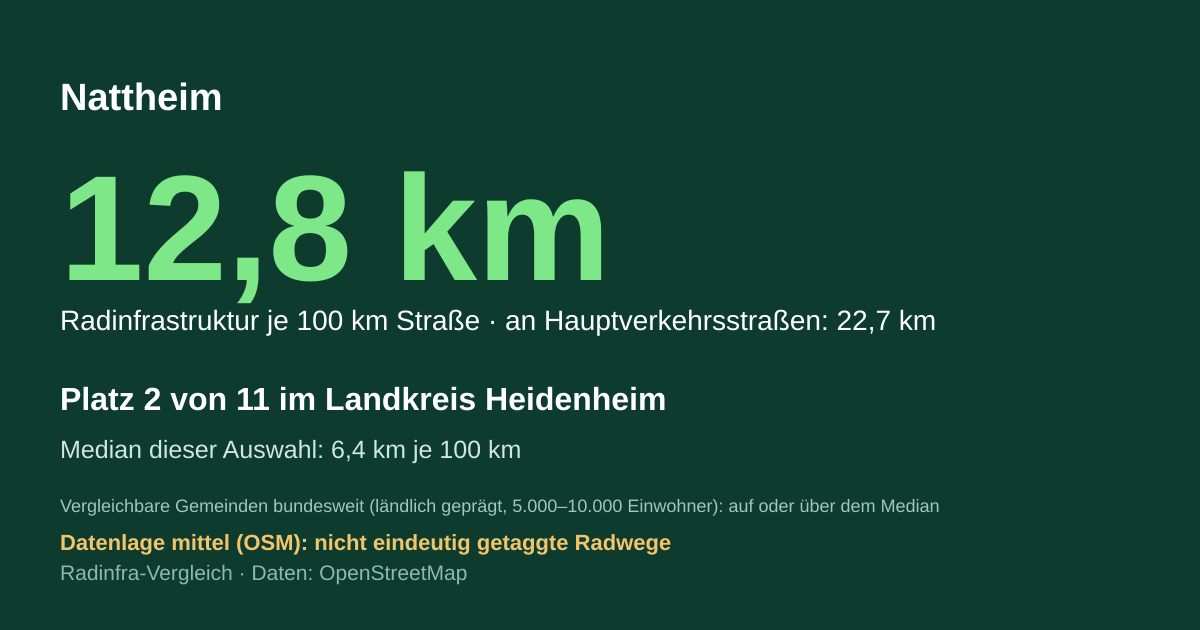 Nattheim
12,8 km
Radinfrastruktur je 100 km Straße · an Hauptverkehrsstraßen: 22,7 km
Platz 2 von 11 im Landkreis Heidenheim
Median dieser Auswahl: 6,4 km je 100 km
Vergleichbare Gemeinden bundesweit (ländlich geprägt, 5.000–10.000 Einwohner): auf oder über dem Median
Datenlage mittel (OSM): nicht eindeutig getaggte Radwege
Radinfra-Vergleich · Daten: OpenStreetMap